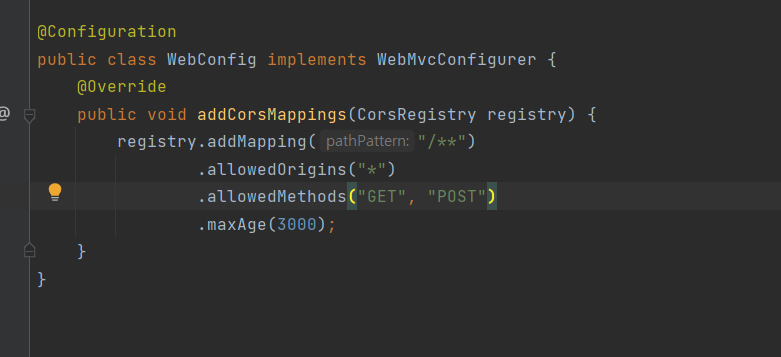 @Configuration
public class WebConfig implements WebMvcConfigurer {
@Override
@ public void addCorsMappings(CorsRegistry registry) {
registry.addMapping( pathPattern: "/**")
.allowedOrigins("*")
.allowedMethods("GET", "POST")
.maxAge(3000);
}
}